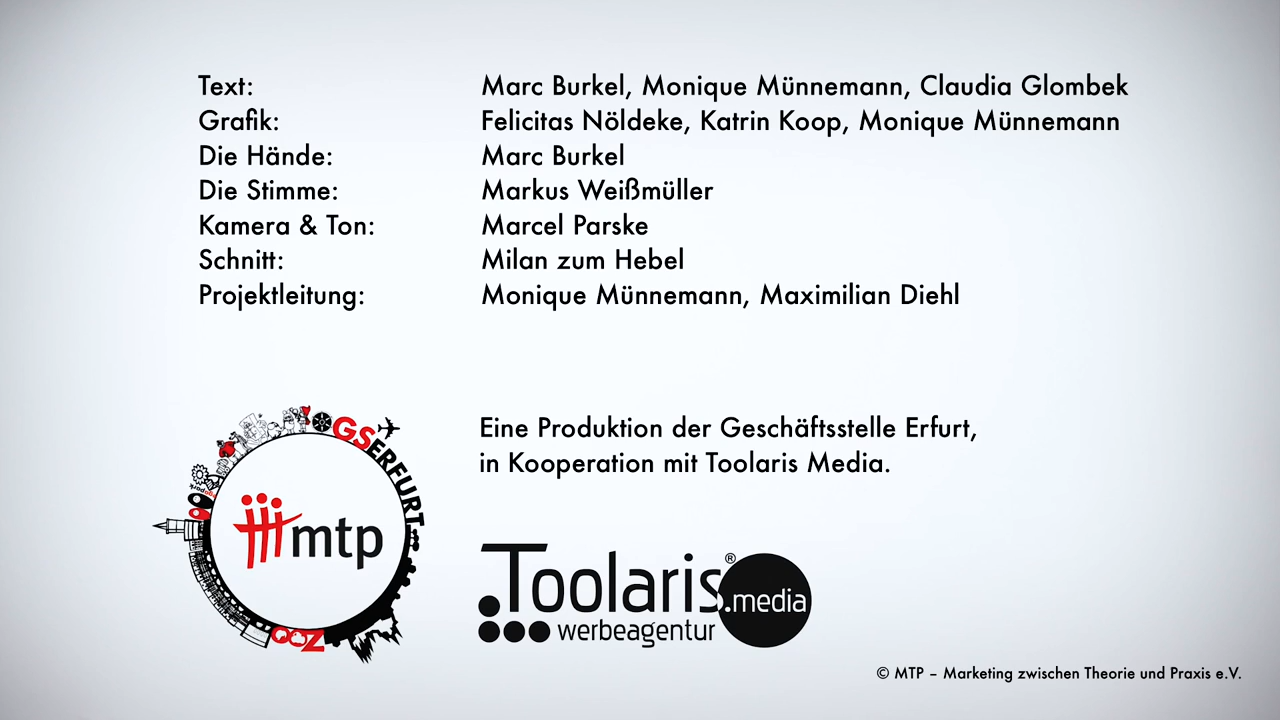 Text: Marc Burkel, Monique Münnemann, Claudia Glombek
Grafik: Felicitas Nöldeke, Katrin Koop, Monique Münnemann
Die Hände: Marc Burkel
Die Stimme: Markus Weißmüller
Kamera & Ton: Marcel Parske
Schnitt: Milan zum Hebel
Projektleitung: Monique Münnemann, Maximilian Diehl
Eine Produktion der Geschäftsstelle Erfurt,
in Kooperation mit Toolaris Media.
GSERFURT
mtp
ZOO
Toolaris®
.media
werbeagentur
© MTP – Marketing zwischen Theorie und Praxis e.V.